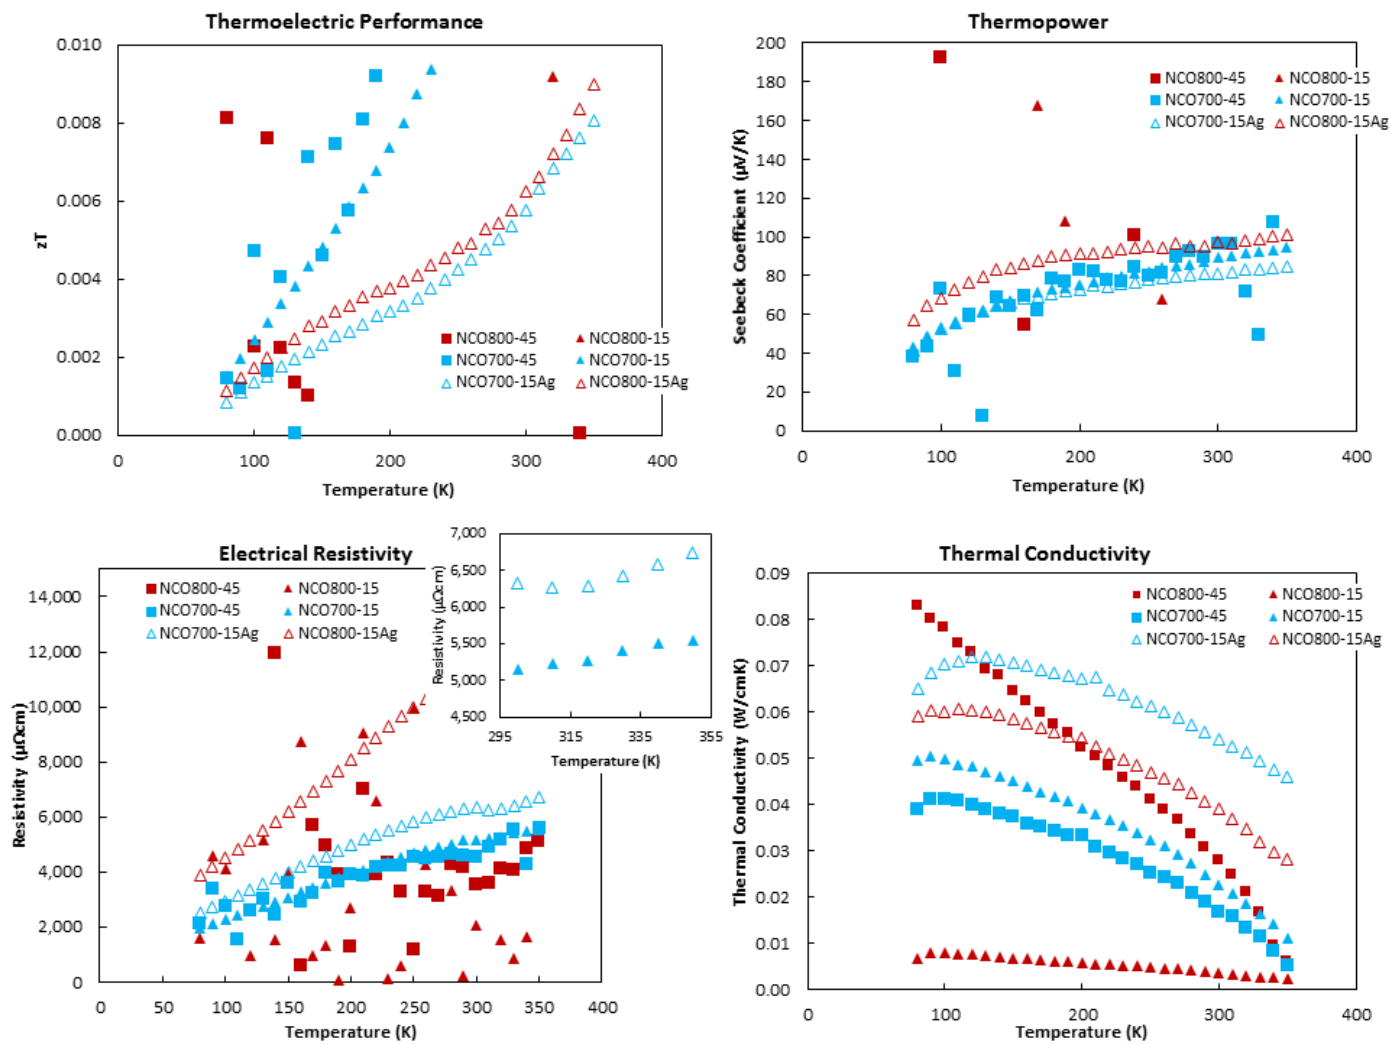 Thermoelectric Performance
0.010
0.008
0.006
0.004
0.002
0.000
zT
NCO800-45 NCO800-15
NCO700-45 NCO700-15
NCO700-15Ag NCO800-15Ag
0 100 200 300 400
Temperature (K)
Thermopower
200
180
160
140
120
100
80
60
40
20
0
Seebeck Coefficient (µV/K)
NCO800-45 NCO800-15
NCO700-45 NCO700-15
NCO700-15Ag NCO800-15Ag
0 100 200 300 400
Temperature (K)
Electrical Resistivity
14,000
12,000
10,000
8,000
6,000
4,000
2,000
0
Resistivity (µΩcm)
NCO800-45 NCO800-15
NCO700-45 NCO700-15
NCO700-15Ag NCO800-15Ag
0 50 100 150 200 250 300 350 400
Temperature (K)
7,000
6,500
6,000
5,500
5,000
4,500
Resistivity (µΩcm)
295 315 335 355
Temperature (K)
Thermal Conductivity
0.09
0.08
0.07
0.06
0.05
0.04
0.03
0.02
0.01
0.00
Thermal Conductivity (W/cmK)
NCO800-45 NCO800-15
NCO700-45 NCO700-15
NCO700-15Ag NCO800-15Ag
0 100 200 300 400
Temperature (K)